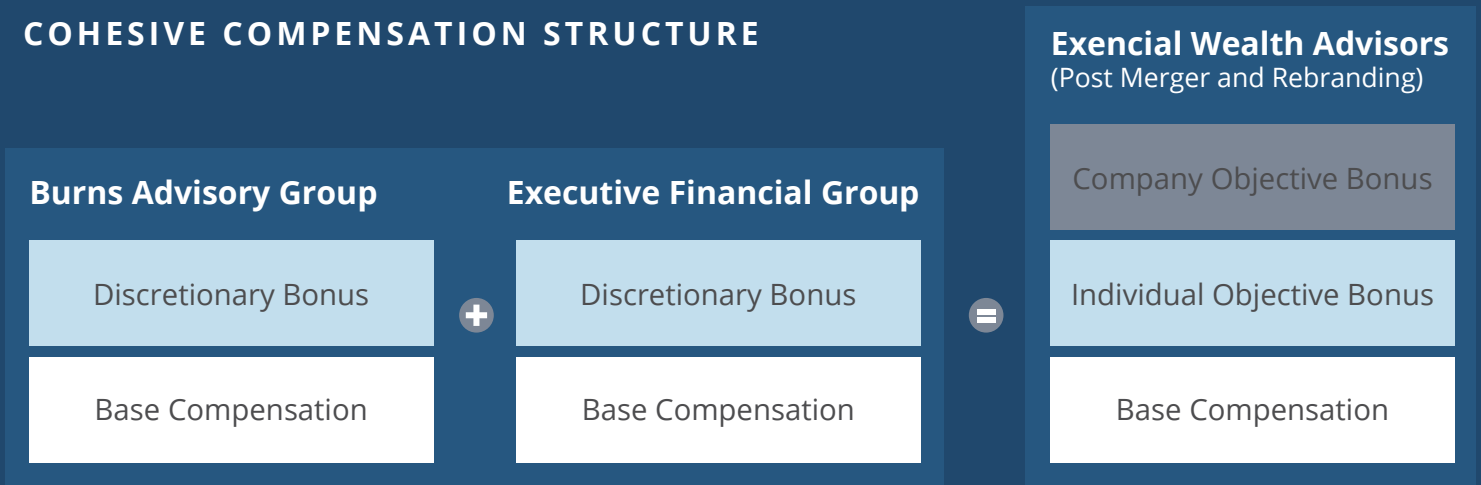 COHESIVE COMPENSATION STRUCTURE
Burns Advisory Group
Discretionary Bonus
Base Compensation
Executive Financial Group
Discretionary Bonus
Base Compensation
Exencial Wealth Advisors
(Post Merger and Rebranding)
Company Objective Bonus
Individual Objective Bonus
Base Compensation